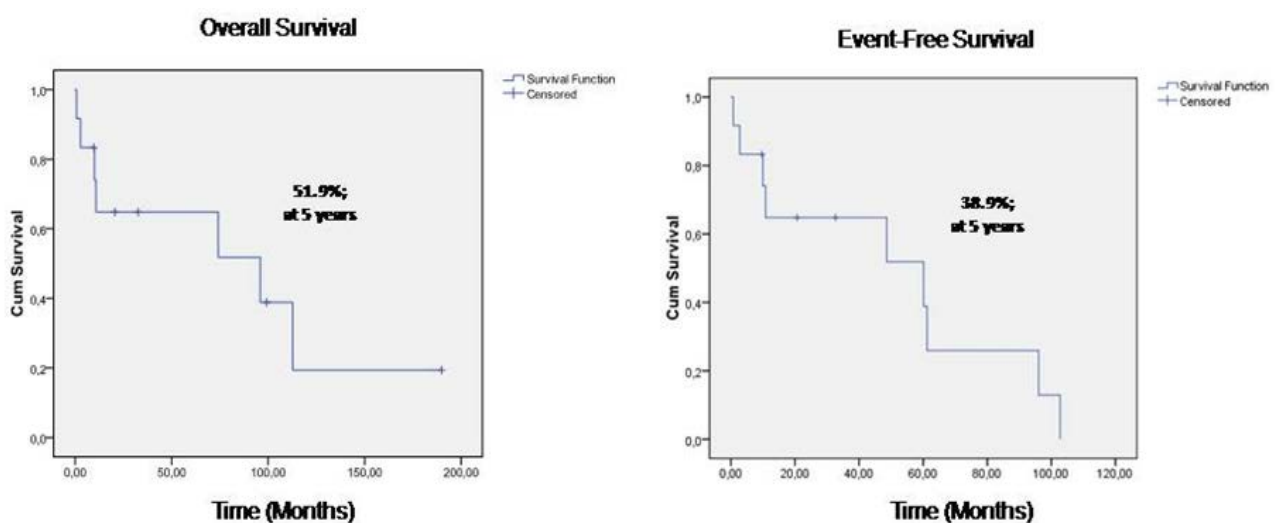 Overall Survival
Survival Function
Censored
1,0
0,8
0,6
0,4
0,2
0,0
Cum Survival
51.9%;
at 5 years
0,00
50,00
100,00
150,00
200,00
Time (Months)
Event-Free Survival
Survival Function
Censored
1,0
0,8
0,6
0,4
0,2
0,0
Cum Survival
38.9%;
at 5 years
0,00
20,00
40,00
60,00
80,00
100,00
120,00
Time (Months)